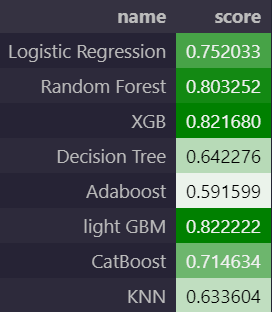 name score
Logistic Regression 0.752033
Random Forest 0.803252
XGB 0.821680
Decision Tree 0.642276
Adaboost 0.591599
light GBM 0.822222
CatBoost 0.714634
KNN 0.633604